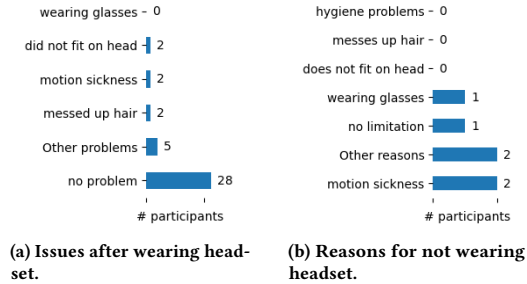 wearing glasses 0
did not fit on head 2
motion sickness 2
messed up hair 2
Other problems 5
no problem 28
# participants
(a) Issues after wearing head-
set.
hygiene problems 0
messes up hair 0
does not fit on head 0
wearing glasses 1
no limitation 1
Other reasons 2
motion sickness 2
# participants
(b) Reasons for not wearing
headset.